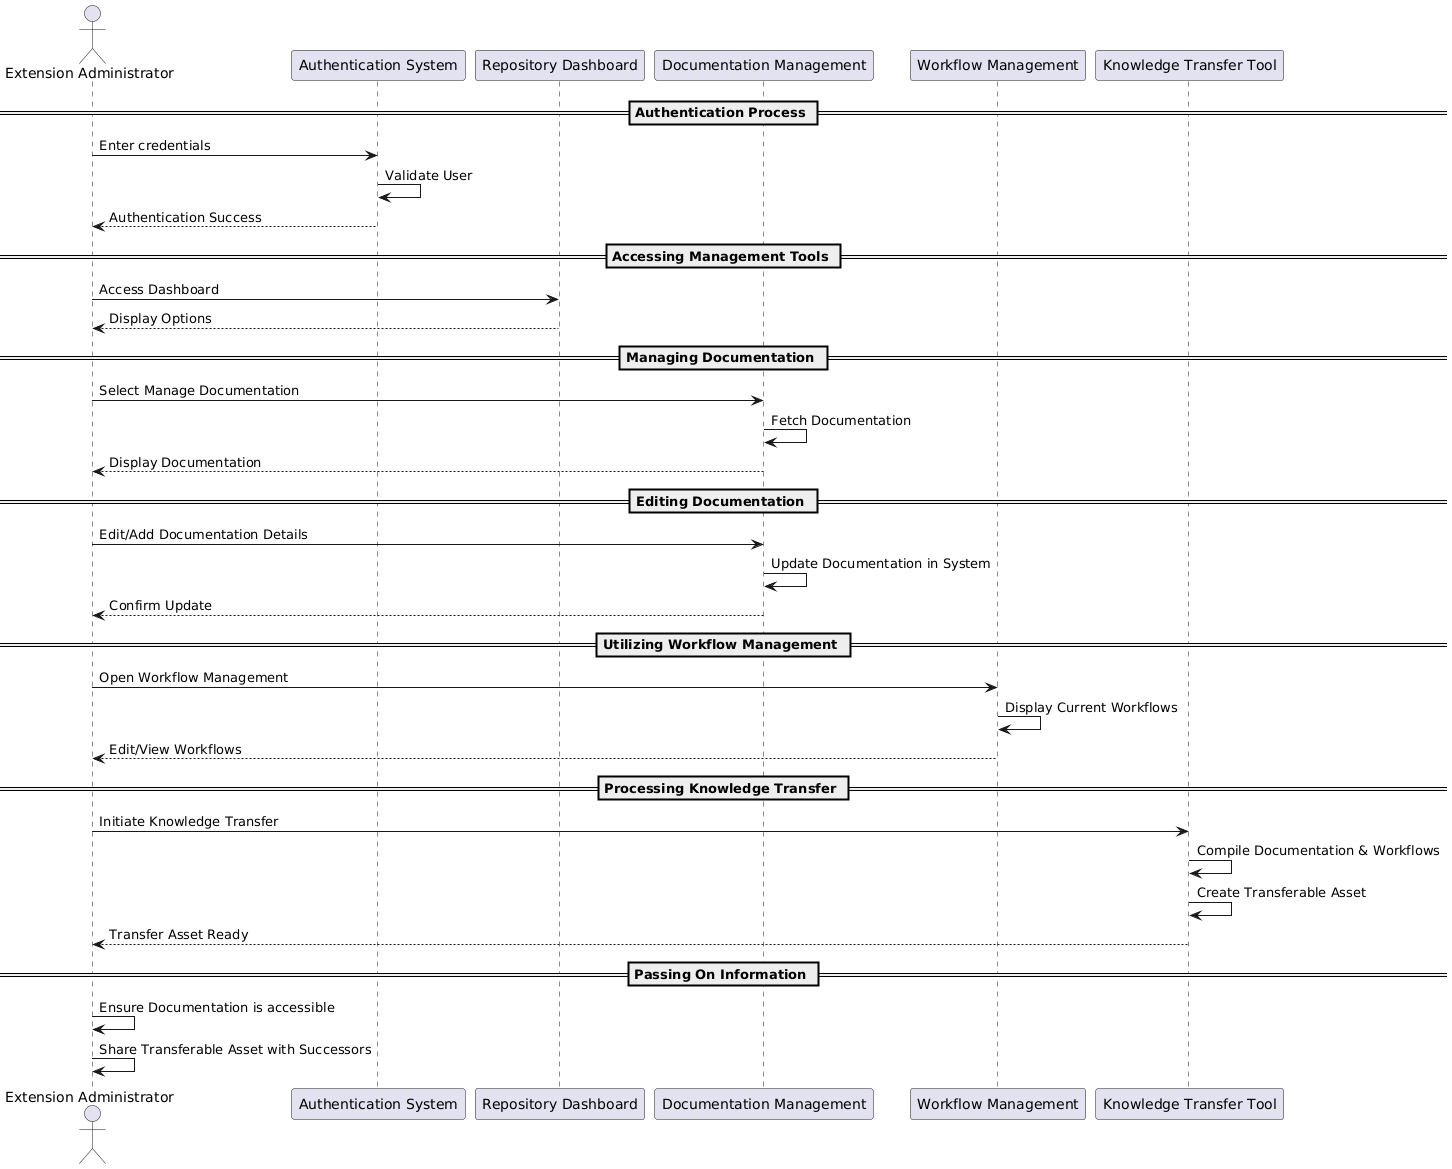 Extension Administrator
Authentication System
Repository Dashboard
Documentation Management
Workflow Management
Knowledge Transfer Tool
Authentication Process
Enter credentials
Validate User
Authentication Success
Accessing Management Tools
Access Dashboard
Display Options
Managing Documentation
Select Manage Documentation
Fetch Documentation
Display Documentation
Editing Documentation
Edit/Add Documentation Details
Update Documentation in System
Confirm Update
Utilizing Workflow Management
Open Workflow Management
Display Current Workflows
Edit/View Workflows
Processing Knowledge Transfer
Initiate Knowledge Transfer
Compile Documentation & Workflows
Create Transferable Asset
Transfer Asset Ready
Passing On Information
Ensure Documentation is accessible
Share Transferable Asset with Successors
Extension Administrator
Authentication System
Repository Dashboard
Documentation Management
Workflow Management
Knowledge Transfer Tool